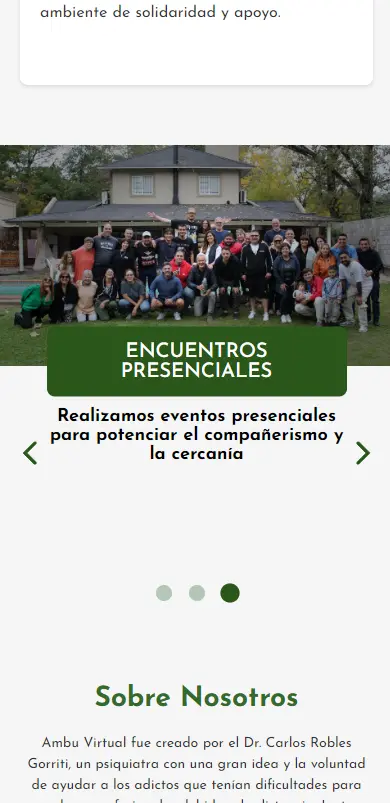 ambiente de solidaridad y apoyo.
ENCUENTROS
PRESENCIALES
Realizamos eventos presenciales
para potenciar el compañerismo y
la cercanía
Sobre Nosotros
Ambu Virtual fue creado por el Dr. Carlos Robles
Gorriti, un psiquiatra con una gran idea y la voluntad
de ayudar a los adictos que tenían dificultades para